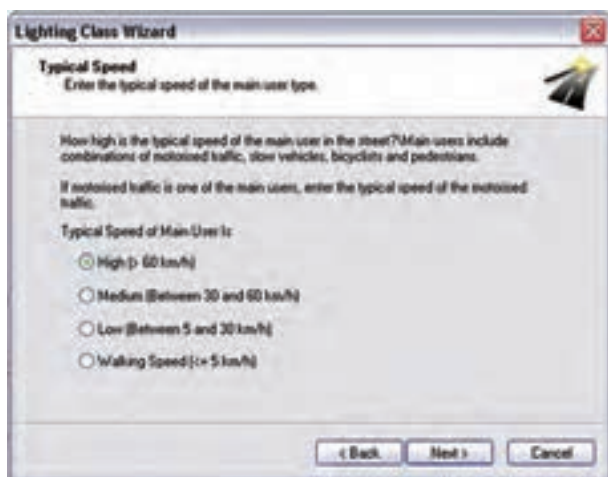 Lighting Class Wizard
Typical Speed
Enter the typical speed of the main user type.
How high is the typical speed of the main user in the street?\Main users include
combinations of motorised traffic, slow vehicles, bicyclists and pedestrians.
If motorised traffic is one of the main users, enter the typical speed of the motorised
traffic.
Typical Speed of Main User Is
High (> 60 km/h)
Medium (Between 30 and 60 km/h)
Low (Between 5 and 30 km/h)
Walking Speed (<= 5 km/h)
< Back Next > Cancel